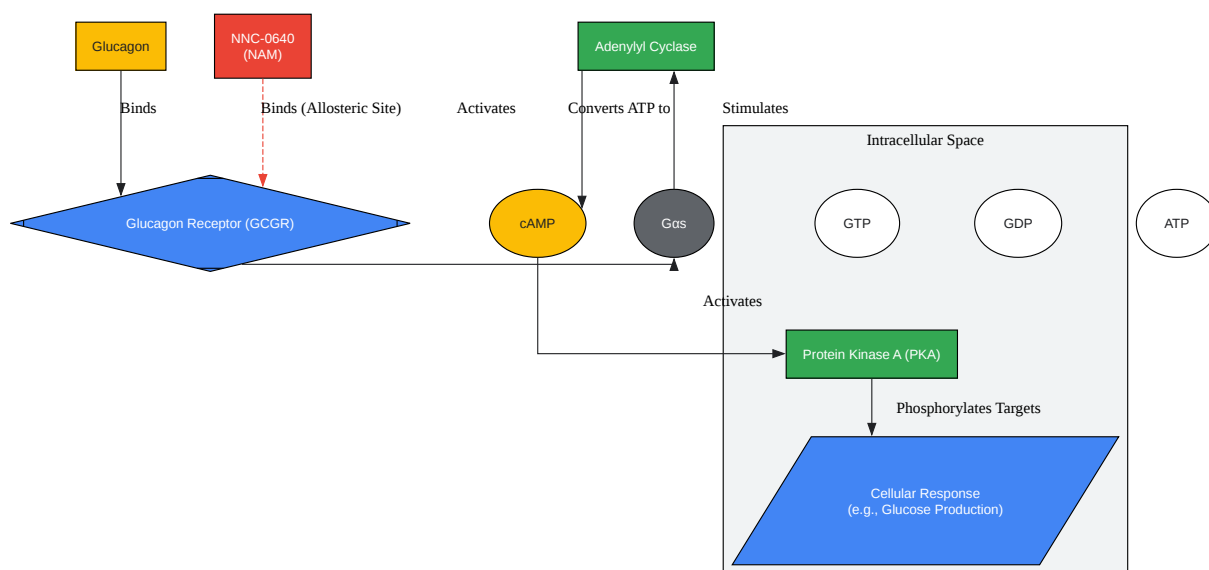 Glucagon
NNC-0640
(NAM)
Adenylyl Cyclase
Binds
Binds (Allosteric Site)
Activates
Converts ATP to
Stimulates
Intracellular Space
Glucagon Receptor (GCGR)
cAMP
Gαs
GTP
GDP
ATP
Activates
Protein Kinase A (PKA)
Phosphorylates Targets
Cellular Response
(e.g., Glucose Production)